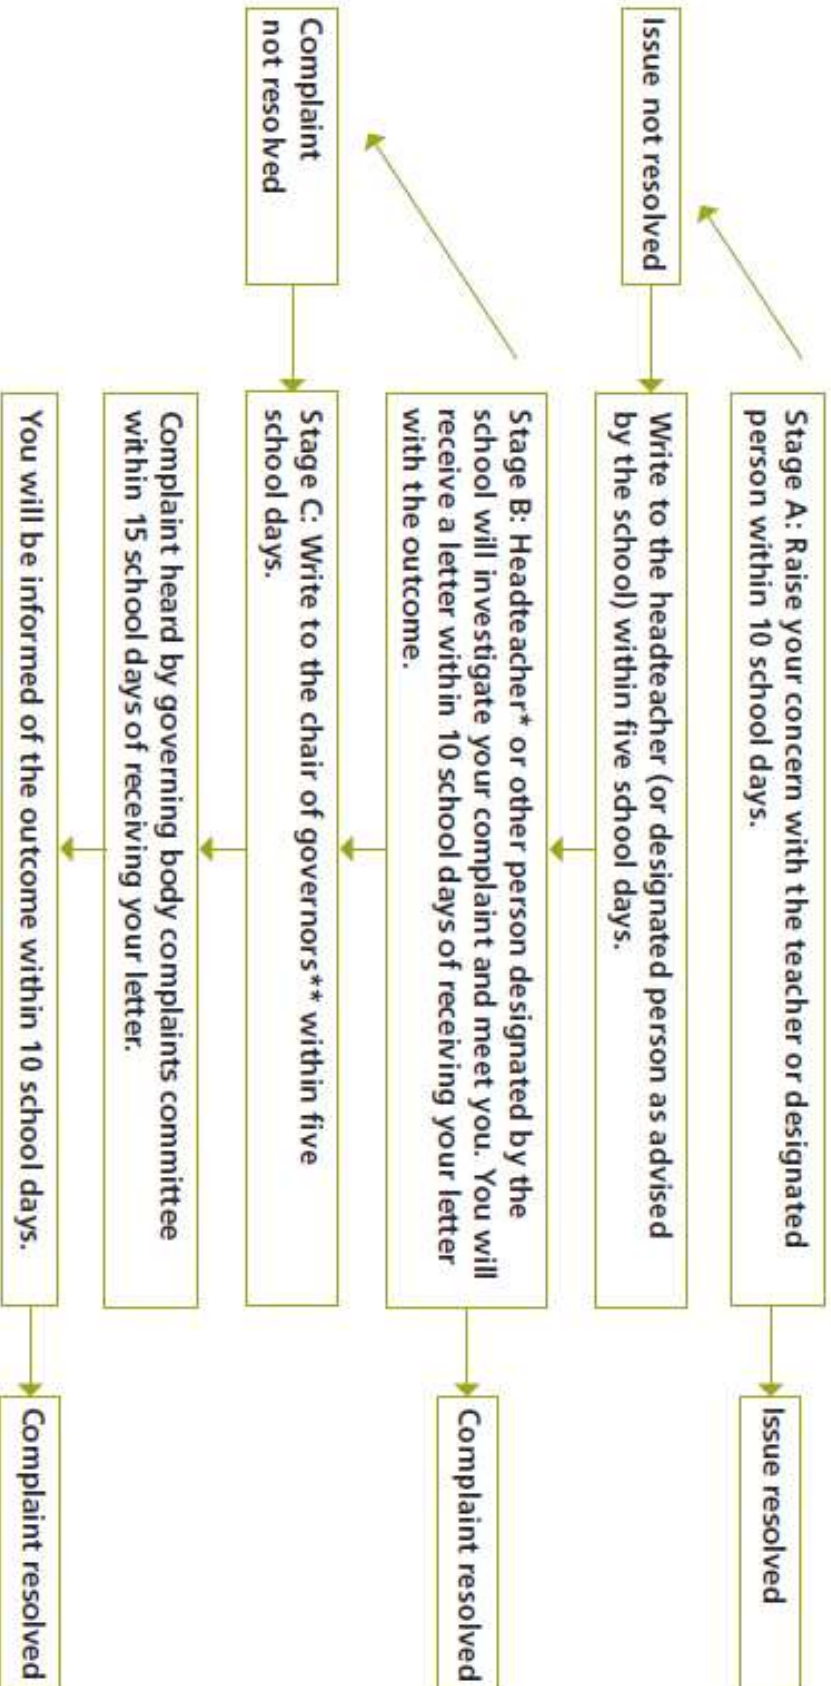 Stage A: Raise your concern with the teacher or designated
person within 10 school days.
Issue resolved
Issue not resolved
Write to the headteacher (or designated person as advised
by the school) within five school days.
Stage B: Headteacher* or other person designated by the
school will investigate your complaint and meet you. You will
receive a letter within 10 school days of receiving your letter
with the outcome.
Complaint resolved
Complaint
not resolved
Stage C: Write to the chair of governors** within five
school days.
Complaint heard by governing body complaints committee
within 15 school days of receiving your letter.
You will be informed of the outcome within 10 school days.
Complaint resolved